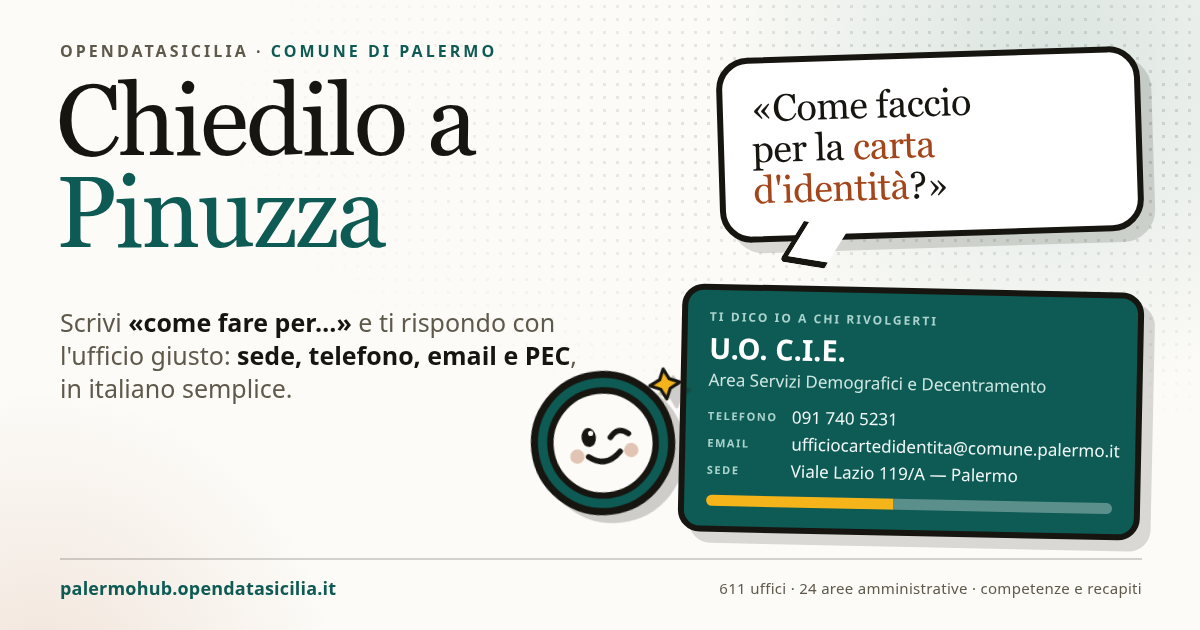 OPENDATASICILIA · COMUNE DI PALERMO
Chiedilo a
Pinuzza
Scrivi «come fare per…» e ti rispondo con
l'ufficio giusto: sede, telefono, email e PEC,
in italiano semplice.
«Come faccio
per la carta
d'identità?»
TI DICO IO A CHI RIVOLGERTI
U.O. C.I.E.
Area Servizi Demografici e Decentramento
TELEFONO 091 740 5231
EMAIL ufficiocartedidentita@comune.palermo.it
SEDE Viale Lazio 119/A — Palermo
palermohub.opendatasicilia.it
611 uffici · 24 aree amministrative · competenze e recapiti